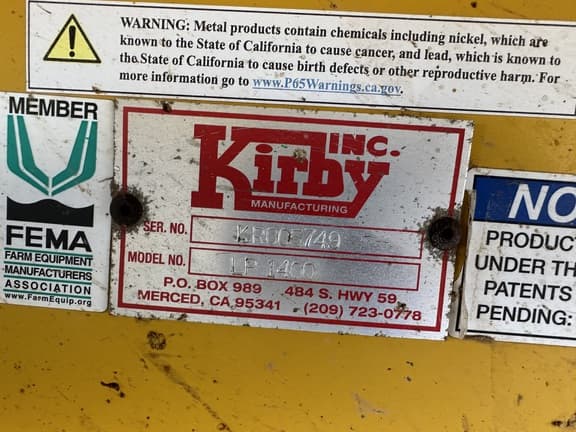 WARNING: Metal products contain chemicals including nickel, which are
known to the State of California to cause cancer, and lead, which is known to
the State of California to cause birth defects or other reproductive harm. For
more information go to www.P65Warnings.ca.gov.
MEMBER
FEMA
FARM EQUIPMENT
MANUFACTURERS
ASSOCIATION
www.FarmEquip.org
Kirby INC.
MANUFACTURING
SER. NO.
MODEL NO. LP 1400
P.O. BOX 989 484 S. HWY 59
MERCED, CA 95341 (209) 723-0778
NO
PRODUC
UNDER TH
PATENTS
PENDING: